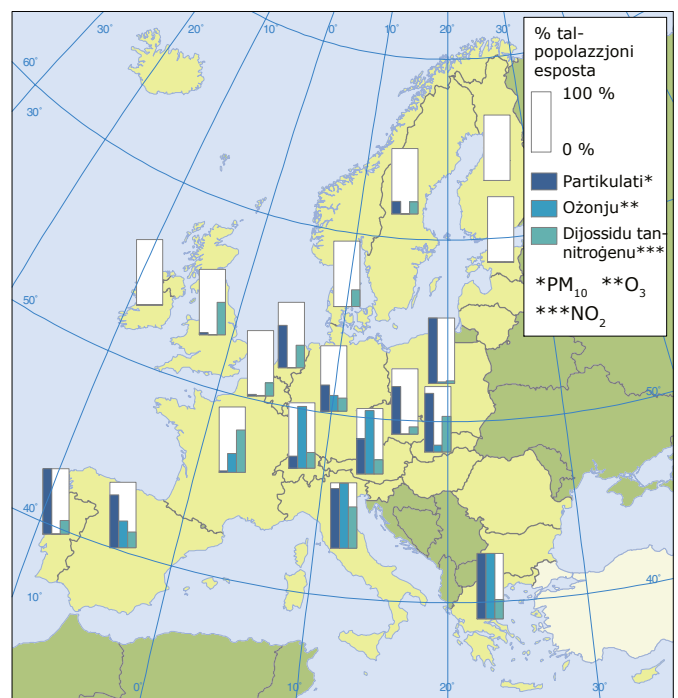 % tal-
popolazzjoni
esposta
100 %
0 %
Partikulati*
Ożonju**
Dijossidu tan-
nitroġenu***
*PM10 **O3
***NO2
30°
20°
10°
0°
10°
20°
30°
60°
30°
50°
40°
10°
50°
40°
0°
10°
20°
30°